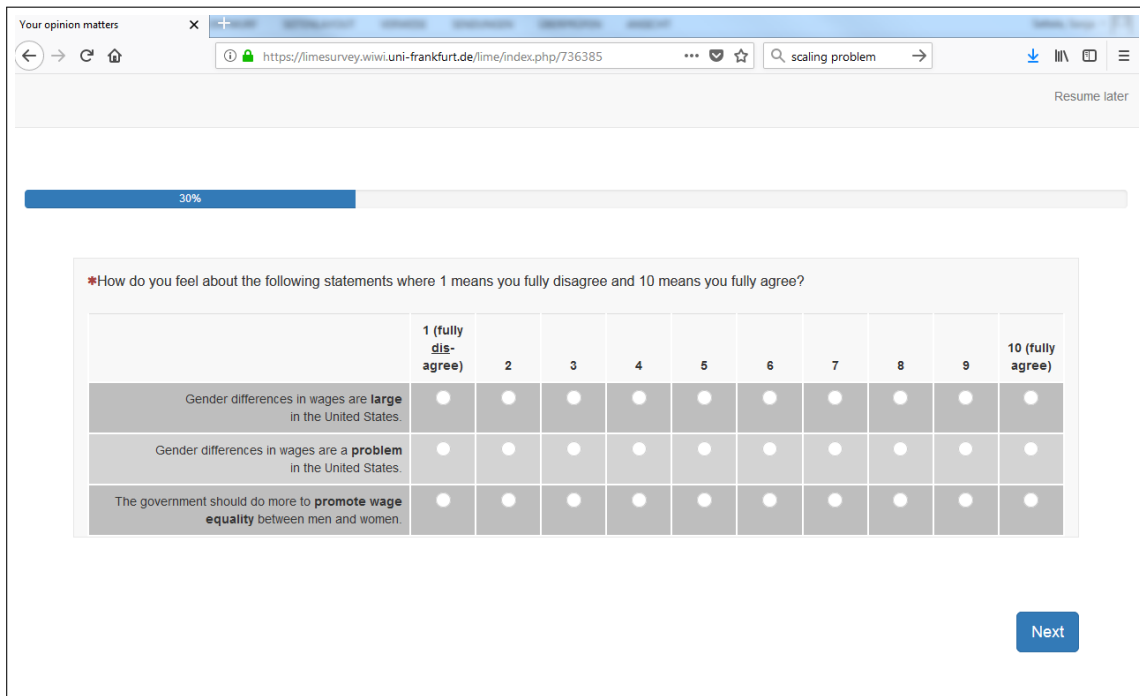 Your opinion matters
https://limesurvey.wiwi.uni-frankfurt.de/lime/index.php/736385
scaling problem
Resume later
30%
*How do you feel about the following statements where 1 means you fully disagree and 10 means you fully agree?
1 (fully dis-agree) 2 3 4 5 6 7 8 9 10 (fully agree)
Gender differences in wages are large
in the United States.
Gender differences in wages are a problem
in the United States.
The government should do more to promote wage
equality between men and women.
Next